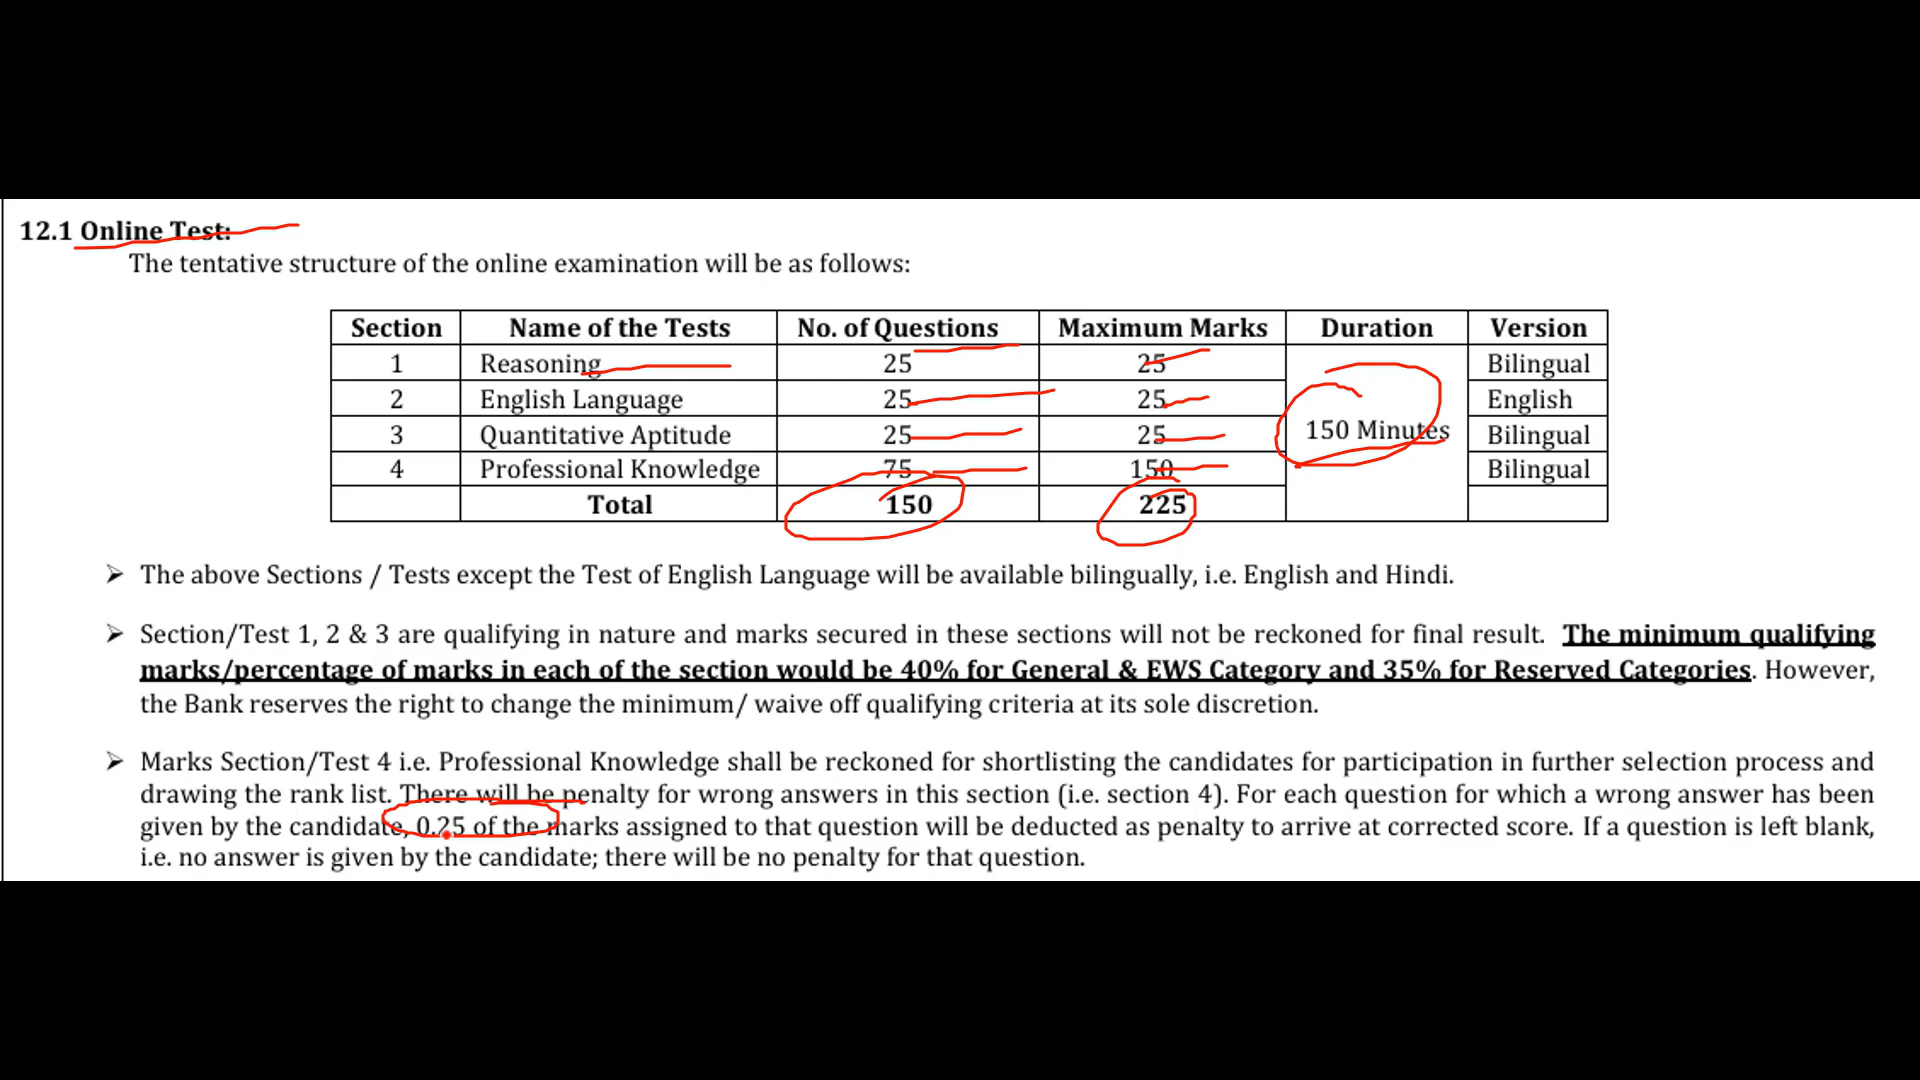 12.1 Online Test:
The tentative structure of the online examination will be as follows:
Section Name of the Tests No. of Questions Maximum Marks Duration Version
1 Reasoning 25 25 Bilingual
2 English Language 25 25 English
3 Quantitative Aptitude 25 25 150 Minutes Bilingual
4 Professional Knowledge 75 150 Bilingual
Total 150 225
➢ The above Sections / Tests except the Test of English Language will be available bilingually, i.e. English and Hindi.
➢ Section/Test 1, 2 & 3 are qualifying in nature and marks secured in these sections will not be reckoned for final result. The minimum qualifying
marks/percentage of marks in each of the section would be 40% for General & EWS Category and 35% for Reserved Categories. However,
the Bank reserves the right to change the minimum/ waive off qualifying criteria at its sole discretion.
➢ Marks Section/Test 4 i.e. Professional Knowledge shall be reckoned for shortlisting the candidates for participation in further selection process and
drawing the rank list. There will be penalty for wrong answers in this section (i.e. section 4). For each question for which a wrong answer has been
given by the candidate, 0.25 of the marks assigned to that question will be deducted as penalty to arrive at corrected score. If a question is left blank,
i.e. no answer is given by the candidate; there will be no penalty for that question.